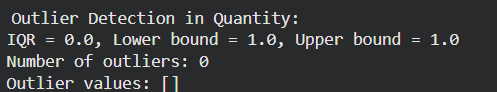 Outlier Detection in Quantity:
IQR = 0.0, Lower bound = 1.0, Upper bound = 1.0
Number of outliers: 0
Outlier values: []